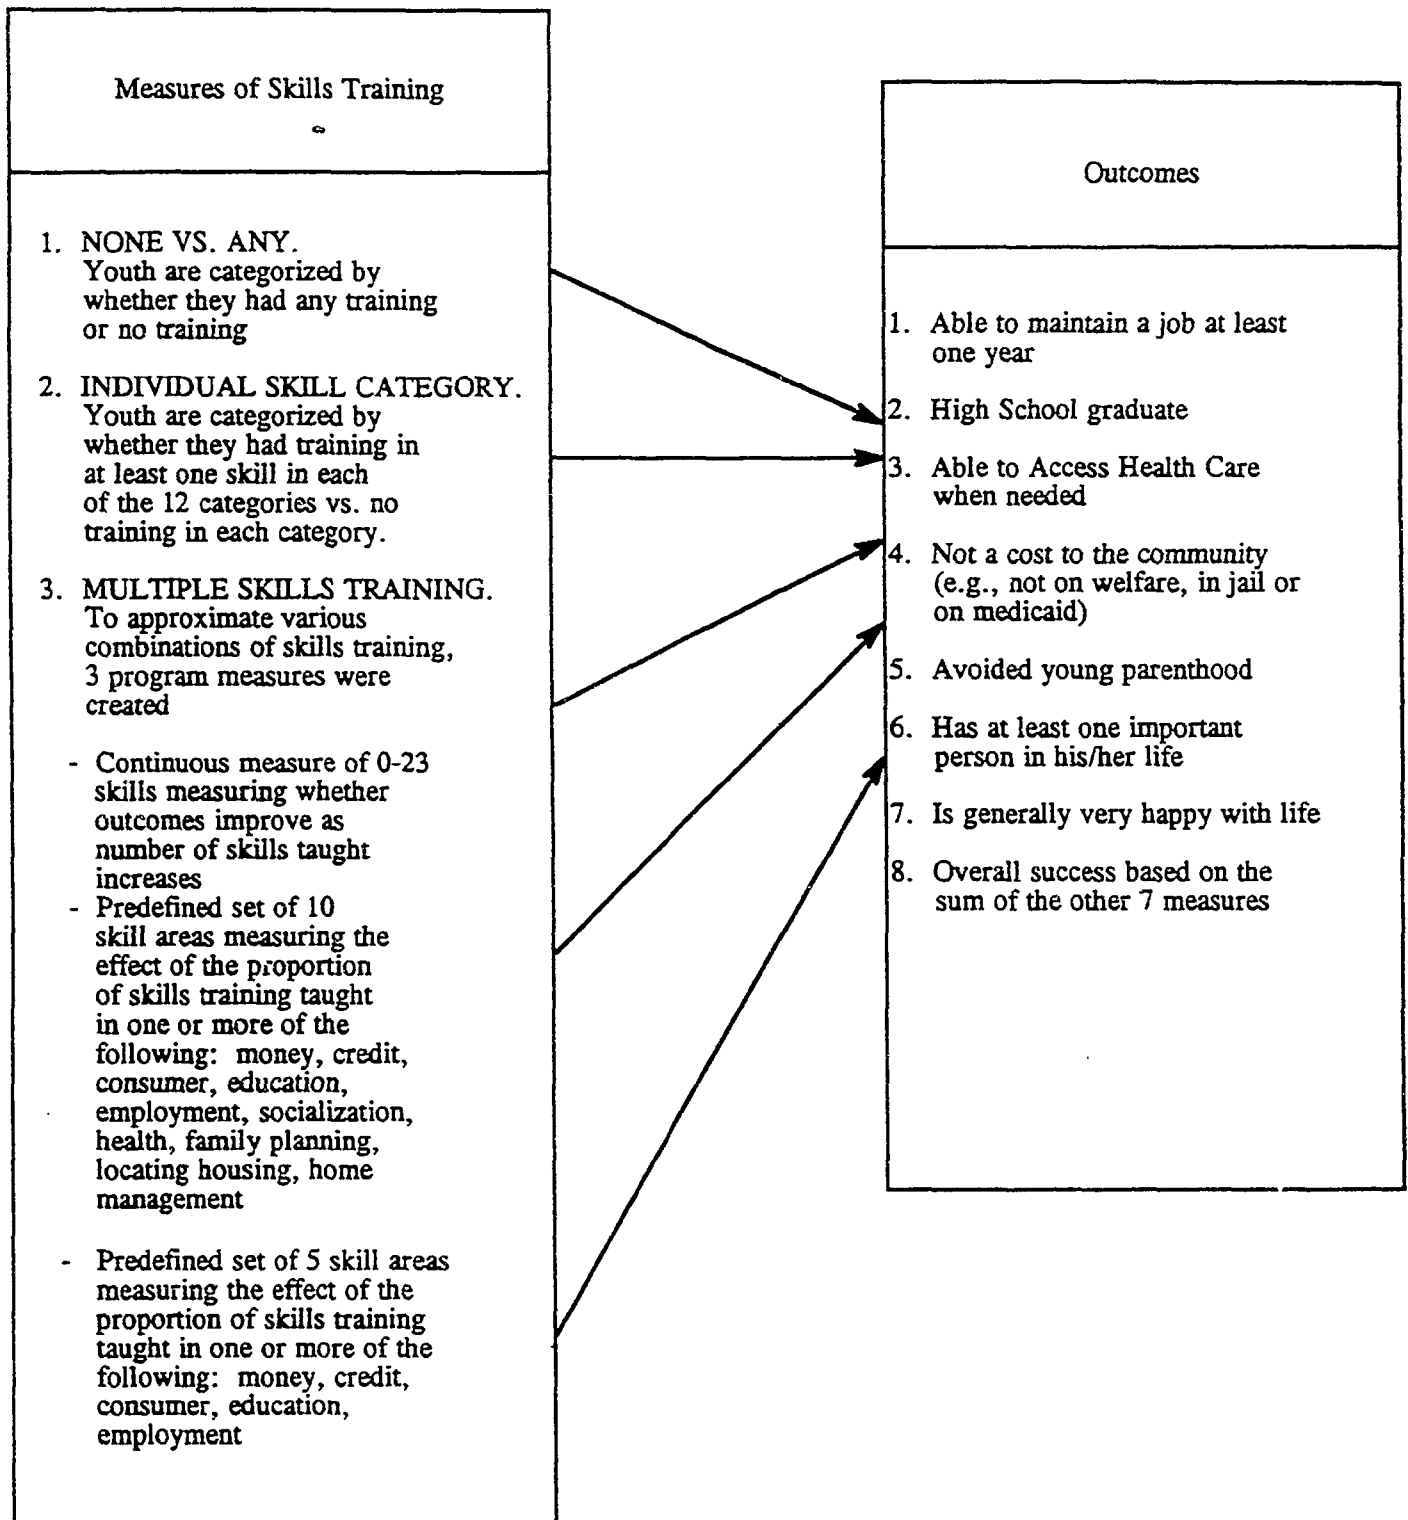 Measures of Skills Training
1. NONE VS. ANY.
Youth are categorized by
whether they had any training
or no training
2. INDIVIDUAL SKILL CATEGORY.
Youth are categorized by
whether they had training in
at least one skill in each
of the 12 categories vs. no
training in each category.
3. MULTIPLE SKILLS TRAINING.
To approximate various
combinations of skills training,
3 program measures were
created
- Continuous measure of 0-23
skills measuring whether
outcomes improve as
number of skills taught
increases
- Predefined set of 10
skill areas measuring the
effect of the proportion
of skills training taught
in one or more of the
following: money, credit,
consumer, education,
employment, socialization,
health, family planning,
locating housing, home
management
- Predefined set of 5 skill areas
measuring the effect of the
proportion of skills training
taught in one or more of the
following: money, credit,
consumer, education,
employment
Outcomes
1. Able to maintain a job at least
one year
2. High School graduate
3. Able to Access Health Care
when needed
4. Not a cost to the community
(e.g., not on welfare, in jail or
on medicaid)
5. Avoided young parenthood
6. Has at least one important
person in his/her life
7. Is generally very happy with life
8. Overall success based on the
sum of the other 7 measures